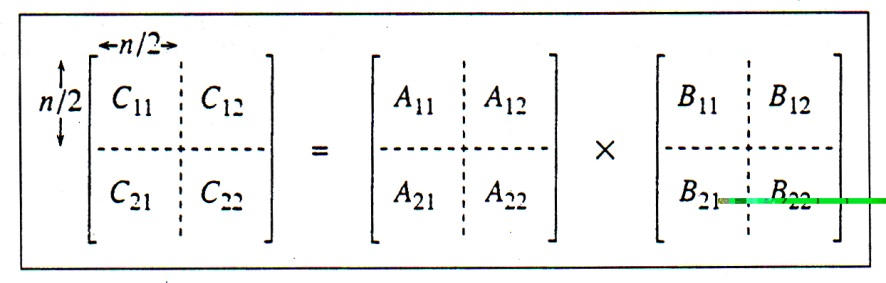 ←n/2→
n/2 C₁₁ C₁₂ = A₁₁ A₁₂ × B₁₁ B₁₂
C₂₁ C₂₂ A₂₁ A₂₂ B₂₁ B₂₂